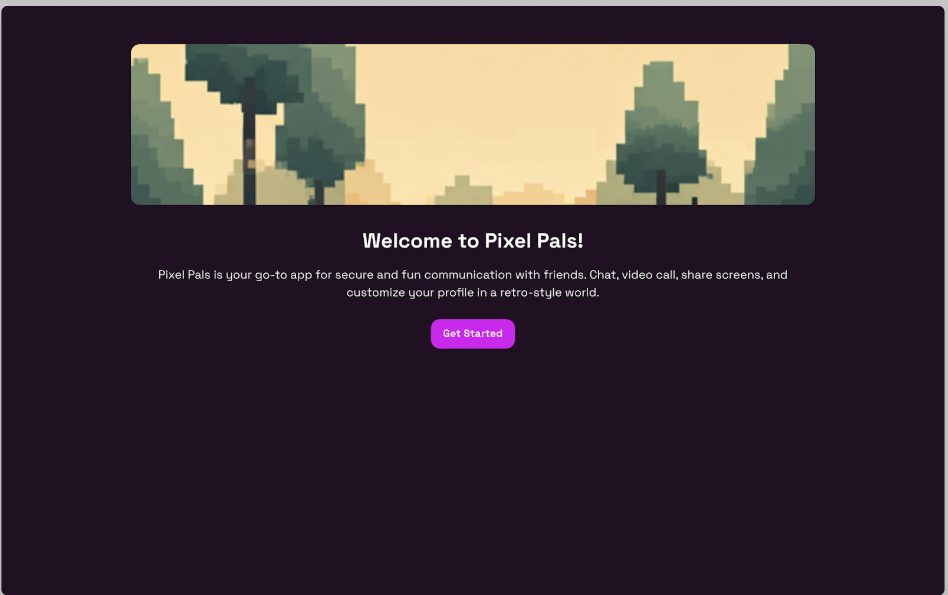 Welcome to Pixel Pals!
Pixel Pals is your go-to app for secure and fun communication with friends. Chat, video call, share screens, and
customize your profile in a retro-style world.
Get Started